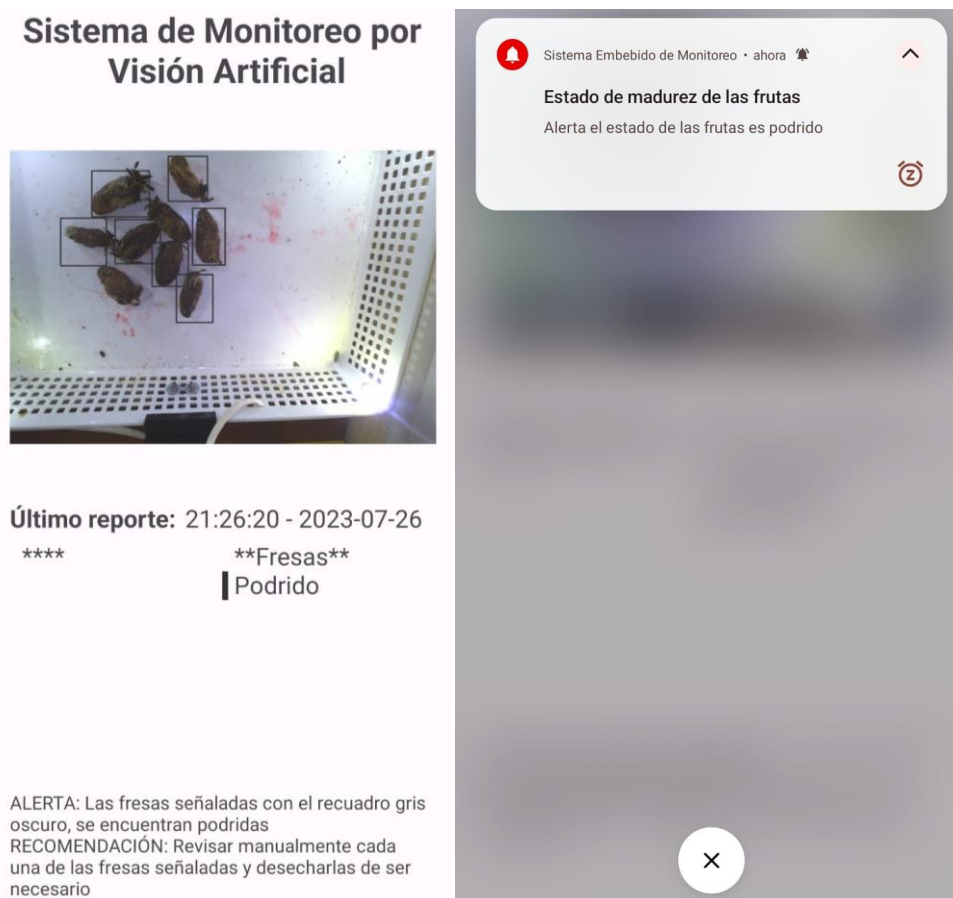 Sistema de Monitoreo por
Visión Artificial
Último reporte: 21:26:20 - 2023-07-26
**** **Fresas**
Podrido
ALERTA: Las fresas señaladas con el recuadro gris
oscuro, se encuentran podridas
RECOMENDACIÓN: Revisar manualmente cada
una de las fresas señaladas y desecharlas de ser
necesario
Sistema Embebido de Monitoreo • ahora
Estado de madurez de las frutas
Alerta el estado de las frutas es podrido